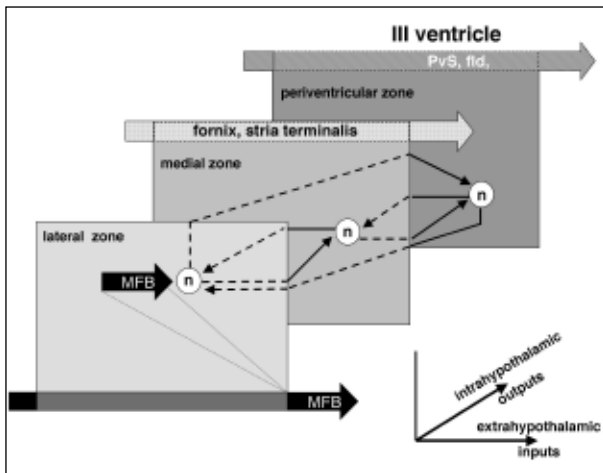 III ventricle
PvS, fld,
periventricular zone
fornix, stria terminalis
medial zone
n
n
lateral zone
n
MFB
MFB
intrahypothalamic
outputs
extrahypothalamic
inputs